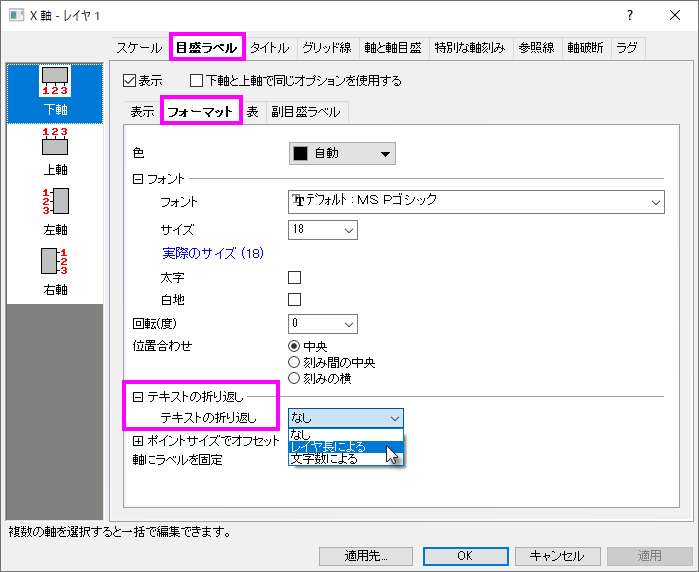 X 軸 - レイヤ 1
スケール 目盛ラベル タイトル グリッド線 軸と軸目盛 特別な軸刻み 参照線 軸破断 ラグ
1 2 3
下軸
1 2 3
上軸
1
2
3
左軸
1
2
3
右軸
表示 下軸と上軸で同じオプションを使用する
表示 フォーマット 表 副目盛ラベル
色 自動
フォント
フォント デフォルト : MS Pゴシック
サイズ 18
実際のサイズ (18)
太字
白地
回転(度) 0
位置合わせ 中央
刻み間の中央
刻みの横
テキストの折り返し
テキストの折り返し なし
なし
ポイントサイズでオフセット レイヤ長による
軸にラベルを固定 文字数による
複数の軸を選択すると一括で編集できます。
適用先... OK キャンセル 適用